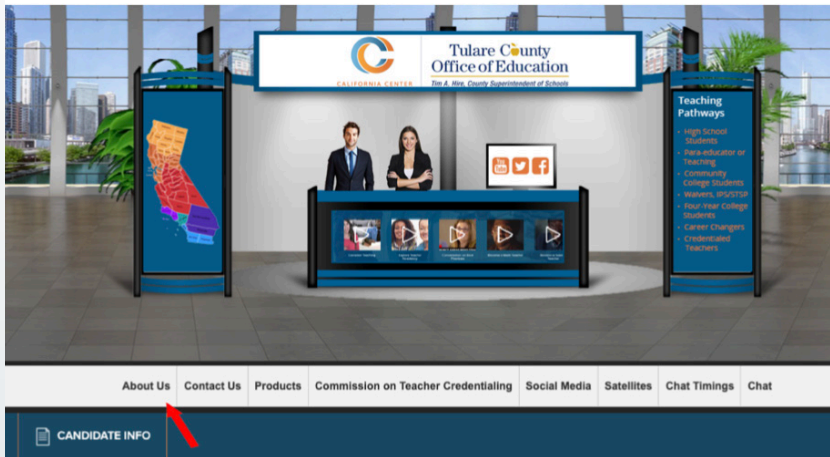 Tulare County
Office of Education
CALIFORNIA CENTER
Tim A. Hire, County Superintendent of Schools
Teaching
Pathways
- High School
Students
- Para-educator or
Teaching
- Community
College Students
- Waivers, IPS/STSP
- Four-Year College
Students
- Career Changers
- Credentialed
Teachers
You
Tube
About Us
Contact Us
Products
Commission on Teacher Credentialing
Social Media
Satellites
Chat Timings
Chat
CANDIDATE INFO